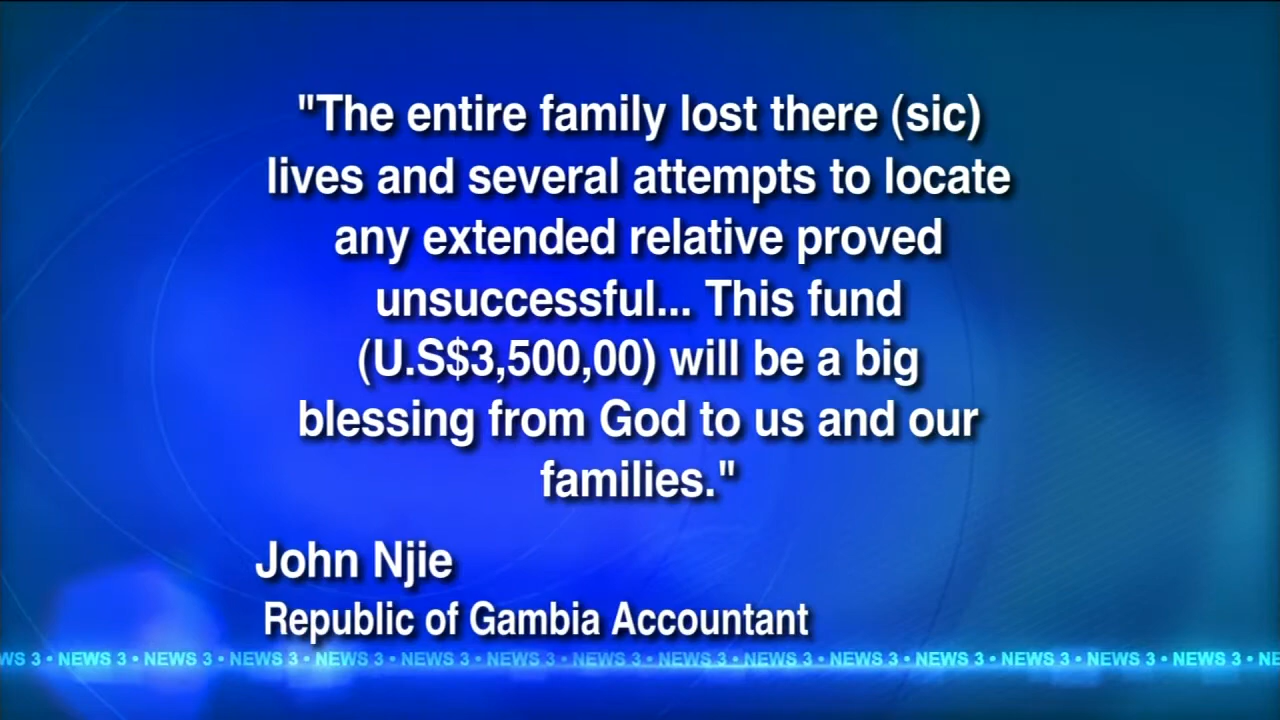 "The entire family lost there (sic)
lives and several attempts to locate
any extended relative proved
unsuccessful... This fund
(U.S$3,500,00) will be a big
blessing from God to us and our
families."
John Njie
Republic of Gambia Accountant
WS 3 • NEWS 3 • NEWS 3 • NEWS 3 • NEWS 3 • NEWS 3 • NEWS 3 • NEWS 3 • NEWS 3 • NEWS 3 • NEWS 3 • NEWS 3 • NEWS 3 • NEWS 3 • NEWS 3 • NE